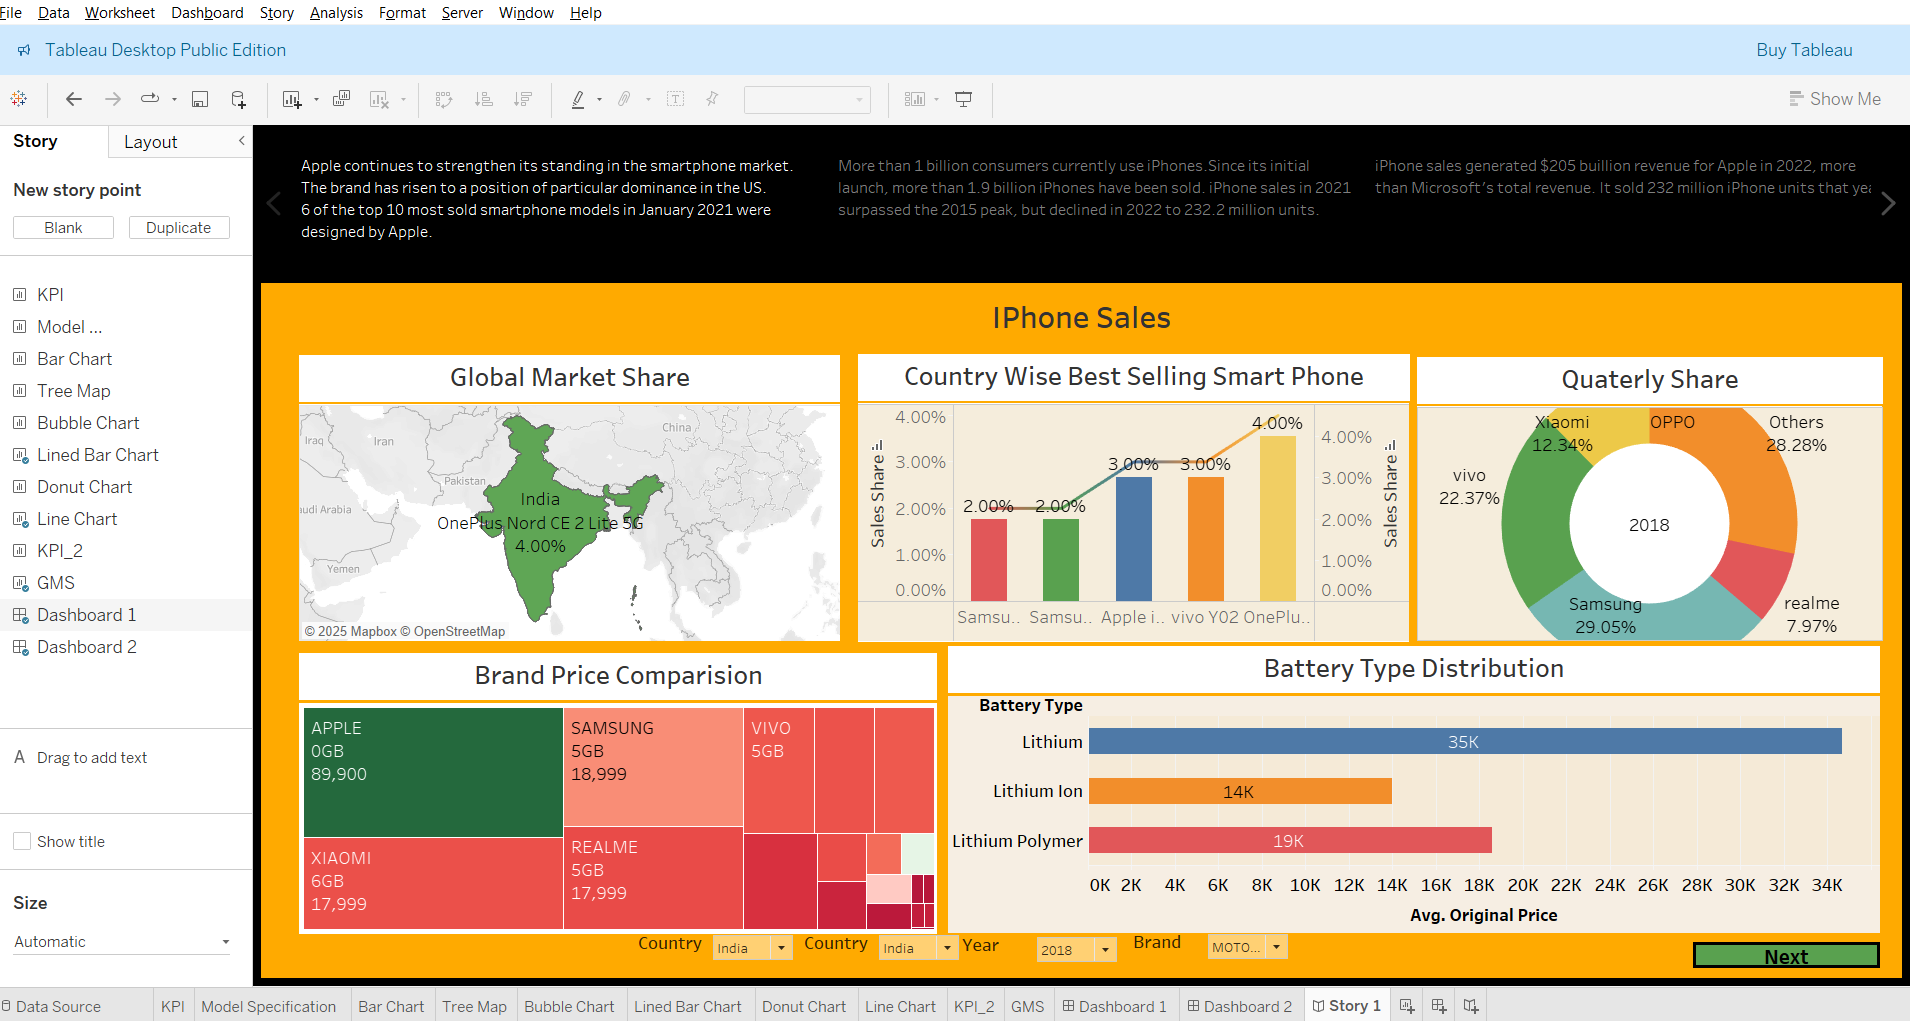 File Data Worksheet Dashboard Story Analysis Format Server Window Help
Tableau Desktop Public Edition
Buy Tableau
Show Me
Story
Layout
New story point
Blank
Duplicate
KPI
Model ...
Bar Chart
Tree Map
Bubble Chart
Lined Bar Chart
Donut Chart
Line Chart
KPI_2
GMS
Dashboard 1
Dashboard 2
A Drag to add text
Show title
Size
Automatic
Apple continues to strengthen its standing in the smartphone market.
The brand has risen to a position of particular dominance in the US.
6 of the top 10 most sold smartphone models in January 2021 were
designed by Apple.
More than 1 billion consumers currently use iPhones.Since its initial
launch, more than 1.9 billion iPhones have been sold. iPhone sales in 2021
surpassed the 2015 peak, but declined in 2022 to 232.2 million units.
iPhone sales generated $205 buillion revenue for Apple in 2022, more
than Microsoft's total revenue. It sold 232 million iPhone units that yea
IPhone Sales
Global Market Share
Iraq
Iran
China
Pakistan
audi Arabia
Yemen
India
OnePlus Nord CE 2 Lite 5G
4.00%
© 2025 Mapbox © OpenStreetMap
Country Wise Best Selling Smart Phone
Sales Share
4.00%
3.00%
2.00%
1.00%
0.00%
2.00%
2.00%
3.00%
3.00%
4.00%
Samsu..
Samsu..
Apple i..
vivo Y02
OnePlu..
4.00%
3.00%
2.00%
1.00%
0.00%
Sales Share
Quaterly Share
Xiaomi
12.34%
OPPO
Others
28.28%
vivo
22.37%
2018
Samsung
29.05%
realme
7.97%
Brand Price Comparision
APPLE
0GB
89,900
SAMSUNG
5GB
18,999
VIVO
5GB
XIAOMI
6GB
17,999
REALME
5GB
17,999
Battery Type Distribution
Battery Type
Lithium
35K
Lithium Ion
14K
Lithium Polymer
19K
0K 2K 4K 6K 8K 10K 12K 14K 16K 18K 20K 22K 24K 26K 28K 30K 32K 34K
Avg. Original Price
Country India
Country India
Year 2018
Brand MOTO...
Next
Data Source KPI Model Specification Bar Chart Tree Map Bubble Chart Lined Bar Chart Donut Chart Line Chart KPI_2 GMS Dashboard 1 Dashboard 2 Story 1